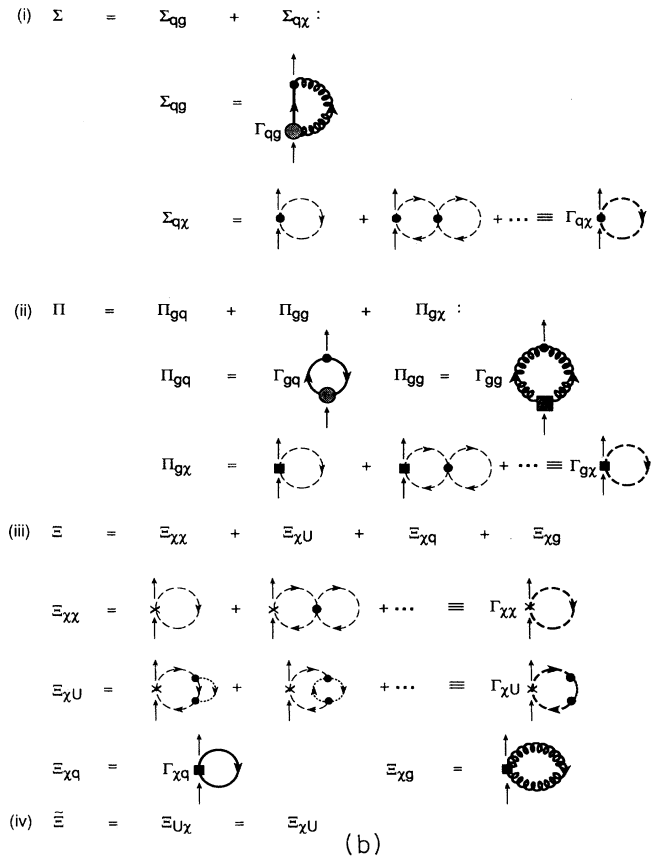 (i) Σ = Σqg + Σqχ :
Σqg =
Γqg
Σqχ = + + ··· ≡ Γqχ
(ii) Π = Πgq + Πgg + Πgχ :
Πgq = Γgq Πgg = Γgg
Πgχ = + + ··· ≡ Γgχ
(iii) Ξ = Ξχχ + ΞχU + Ξχq + Ξχg
Ξχχ = + + ··· ≡ Γχχ
ΞχU = + + ··· ≡ ΓχU
Ξχq = Γχq Ξχg =
(iv) Ξ̃ = ΞUχ = ΞχU
(b)